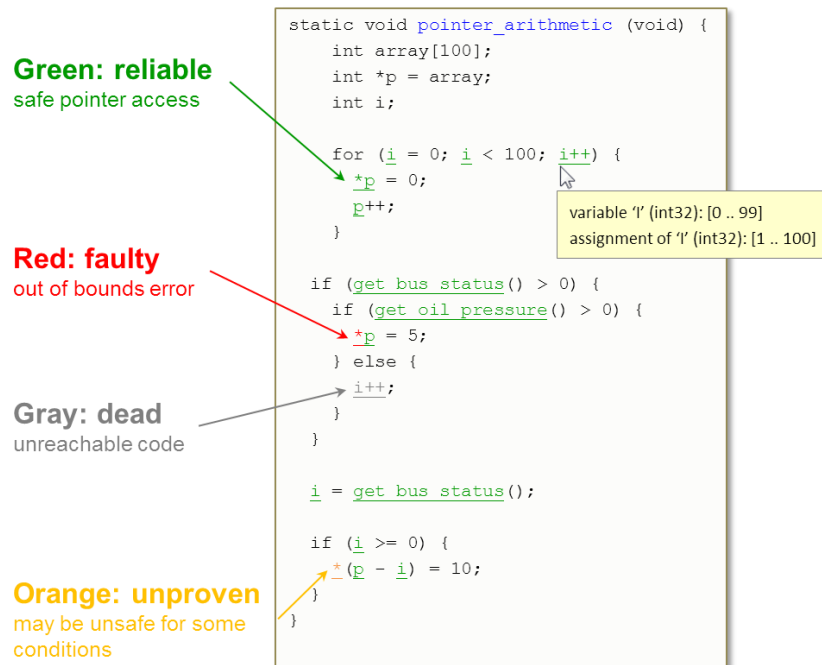 static void pointer_arithmetic (void) {
int array[100];
int *p = array;
int i;
for (i = 0; i < 100; i++) {
*p = 0;
p++;
}
variable ‘I’ (int32): [0 .. 99]
assignment of ‘I’ (int32): [1 .. 100]
if (get_bus_status() > 0) {
if (get_oil_pressure() > 0) {
*p = 5;
} else {
i++;
}
}
i = get_bus_status();
if (i >= 0) {
*(p - i) = 10;
}
}
Green: reliable
safe pointer access
Red: faulty
out of bounds error
Gray: dead
unreachable code
Orange: unproven
may be unsafe for some
conditions